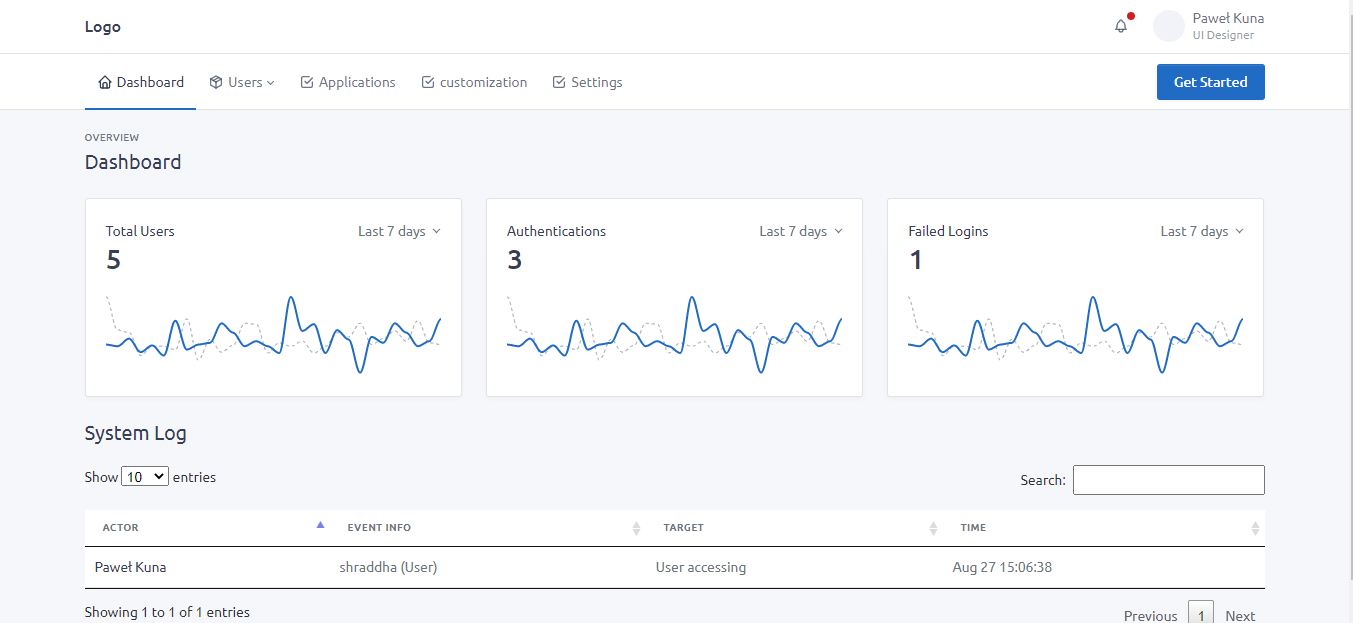 Logo
Paweł Kuna
UI Designer
Dashboard Users Applications customization Settings Get Started
OVERVIEW
Dashboard
Total Users Last 7 days
5
Authentications Last 7 days
3
Failed Logins Last 7 days
1
System Log
Show 10 entries Search:
ACTOR EVENT INFO TARGET TIME
Paweł Kuna shraddha (User) User accessing Aug 27 15:06:38
Showing 1 to 1 of 1 entries Previous 1 Next